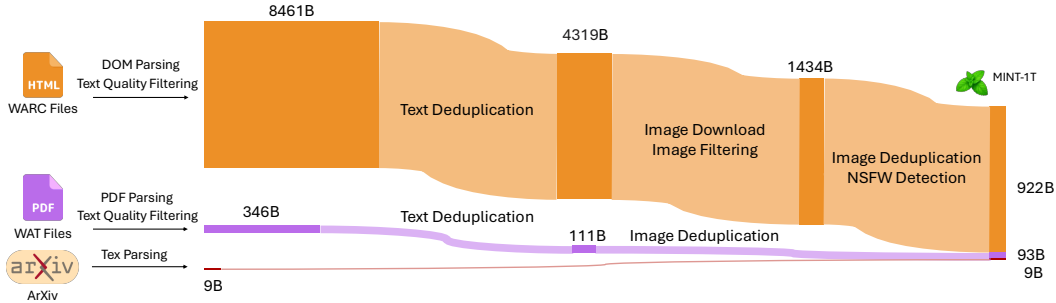 8461B
4319B
1434B
MINT-1T
HTML
WARC Files
DOM Parsing
Text Quality Filtering
Text Deduplication
Image Download
Image Filtering
Image Deduplication
NSFW Detection
922B
PDF
WAT Files
PDF Parsing
Text Quality Filtering
346B
Text Deduplication
111B
Image Deduplication
93B
arXiv
ArXiv
Tex Parsing
9B
9B